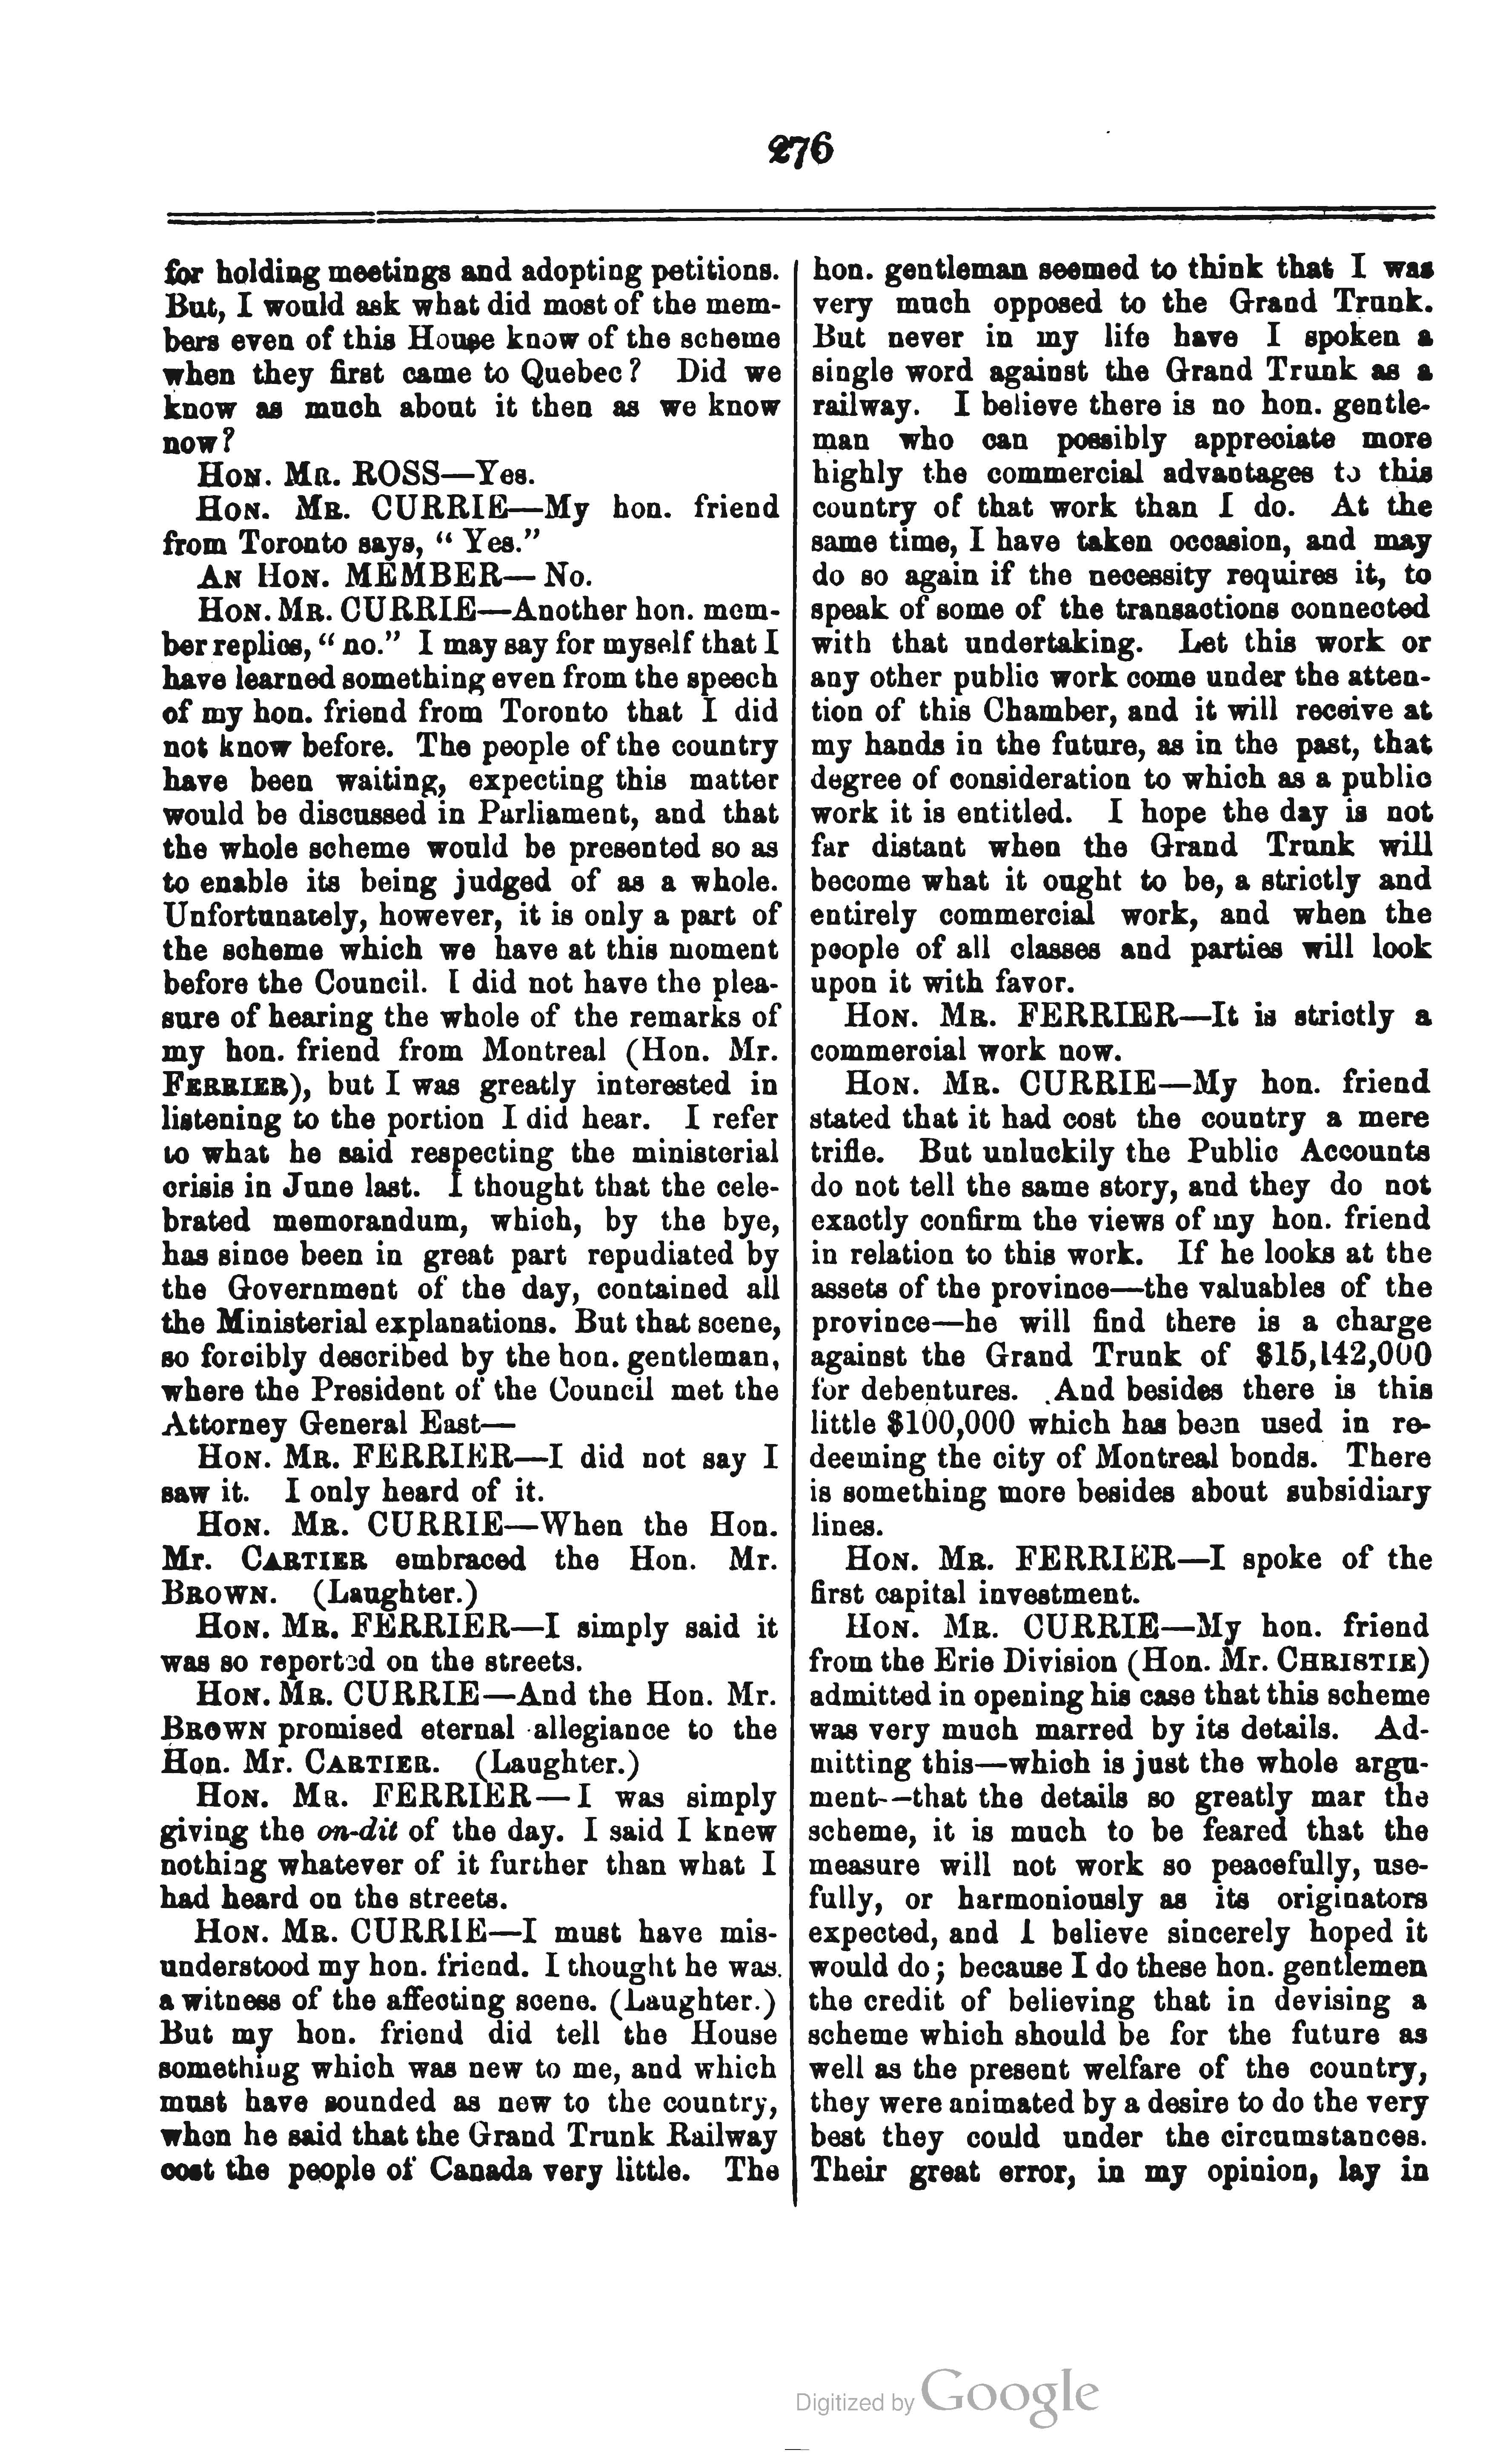 276
for holding meetings and adopting petitions.
But, I would ask what did most of the mem-
bers even of this House know of the scheme
when they first came to Quebec? Did we
know as much about it then as we know
now?
HON. MR. ROSS—Yes.
HON. MR. CURRIE—My hon. friend
from Toronto says, "Yes."
AN HON. MEMBER—No.
HON. MR. CURRIE—Another hon. mem-
ber replies, "no." I may say for myself that I
have learned something even from the speech
of my hon. friend from Toronto that I did
not know before. The people of the country
have been waiting, expecting this matter
would be discussed in Parliament, and that
the whole scheme would be presented so as
to enable its being judged of as a whole.
Unfortunately, however, it is only a part of
the scheme which we have at this moment
before the Council. I did not have the plea-
sure of hearing the whole of the remarks of
my hon. friend from Montreal (Hon. Mr.
FERRIER), but I was greatly interested in
listening to the portion I did hear. I refer
to what he said respecting the ministerial
crisis in June last. I thought that the cele-
brated memorandum, which, by the bye,
has since been in great part repudiated by
the Government of the day, contained all
the Ministerial explanations. But that scene,
so forcibly described by the hon. gentleman,
where the President of the Council met the
Attorney General East—
HON. MR. FERRIER—I did not say I
saw it. I only heard of it.
HON. MR. CURRIE—When the Hon.
Mr. CARTIER embraced the Hon. Mr.
BROWN. (Laughter.)
HON. MR. FERRIER—I simply said it
was so reported on the streets.
HON. MR. CURRIE—And the Hon. Mr.
BROWN promised eternal allegiance to the
Hon. Mr. CARTIER. (Laughter.)
HON. MR. FERRIER—I was simply
giving the on-dit of the day. I said I knew
nothing whatever of it further than what I
had heard on the streets.
HON. MR. CURRIE—I must have mis-
understood my hon. friend. I thought he was
a witness of the affecting scene. (Laughter.)
But my hon. friend did tell the House
something which was new to me, and which
must have sounded as new to the country,
when he said that the Grand Trunk Railway
cost the people of Canada very little. The
hon. gentleman seemed to think that I was
very much opposed to the Grand Trunk.
But never in my life have I spoken a
single word against the Grand Trunk as a
railway. I believe there is no hon. gentle-
man who can possibly appreciate more
highly the commercial advantages to this
country of that work than I do. At the
same time, I have taken occasion, and may
do so again if the necessity requires it, to
speak of some of the transactions connected
with that undertaking. Let this work or
any other public work come under the atten-
tion of this Chamber, and it will receive at
my hands in the future, as in the past, that
degree of consideration to which as a public
work it is entitled. I hope the day is not
far distant when the Grand Trunk will
become what it ought to be, a strictly and
entirely commercial work, and when the
people of all classes and parties will look
upon it with favor.
HON. MR. FERRIER—It is strictly a
commercial work now.
HON. MR. CURRIE—My hon. friend
stated that it had cost the country a mere
trifle. But unluckily the Public Accounts
do not tell the same story, and they do not
exactly confirm the views of my hon. friend
in relation to this work. If he looks at the
assets of the province—the valuables of the
province—he will find there is a charge
against the Grand Trunk of $15,142,000
for debentures. And besides there is this
little $100,000 which has been used in re-
deeming the city of Montreal bonds. There
is something more besides about subsidiary
lines.
HON. MR. FERRIER—I spoke of the
first capital investment.
HON. MR. CURRIE—My hon. friend
from the Erie Division (Hon. Mr. CHRISTIE)
admitted in opening his case that this scheme
was very much marred by its details. Ad-
mitting this—which is just the whole argu-
ment--that the details so greatly mar the
scheme, it is much to be feared that the
measure will not work so peacefully, use-
fully, or harmoniously as its originators
expected, and I believe sincerely hoped it
would do; because I do these hon. gentlemen
the credit of believing that in devising a
scheme which should be for the future as
well as the present welfare of the country,
they were animated by a desire to do the very
best they could under the circumstances.
Their great error, in my opinion, lay in
Digitized by Google